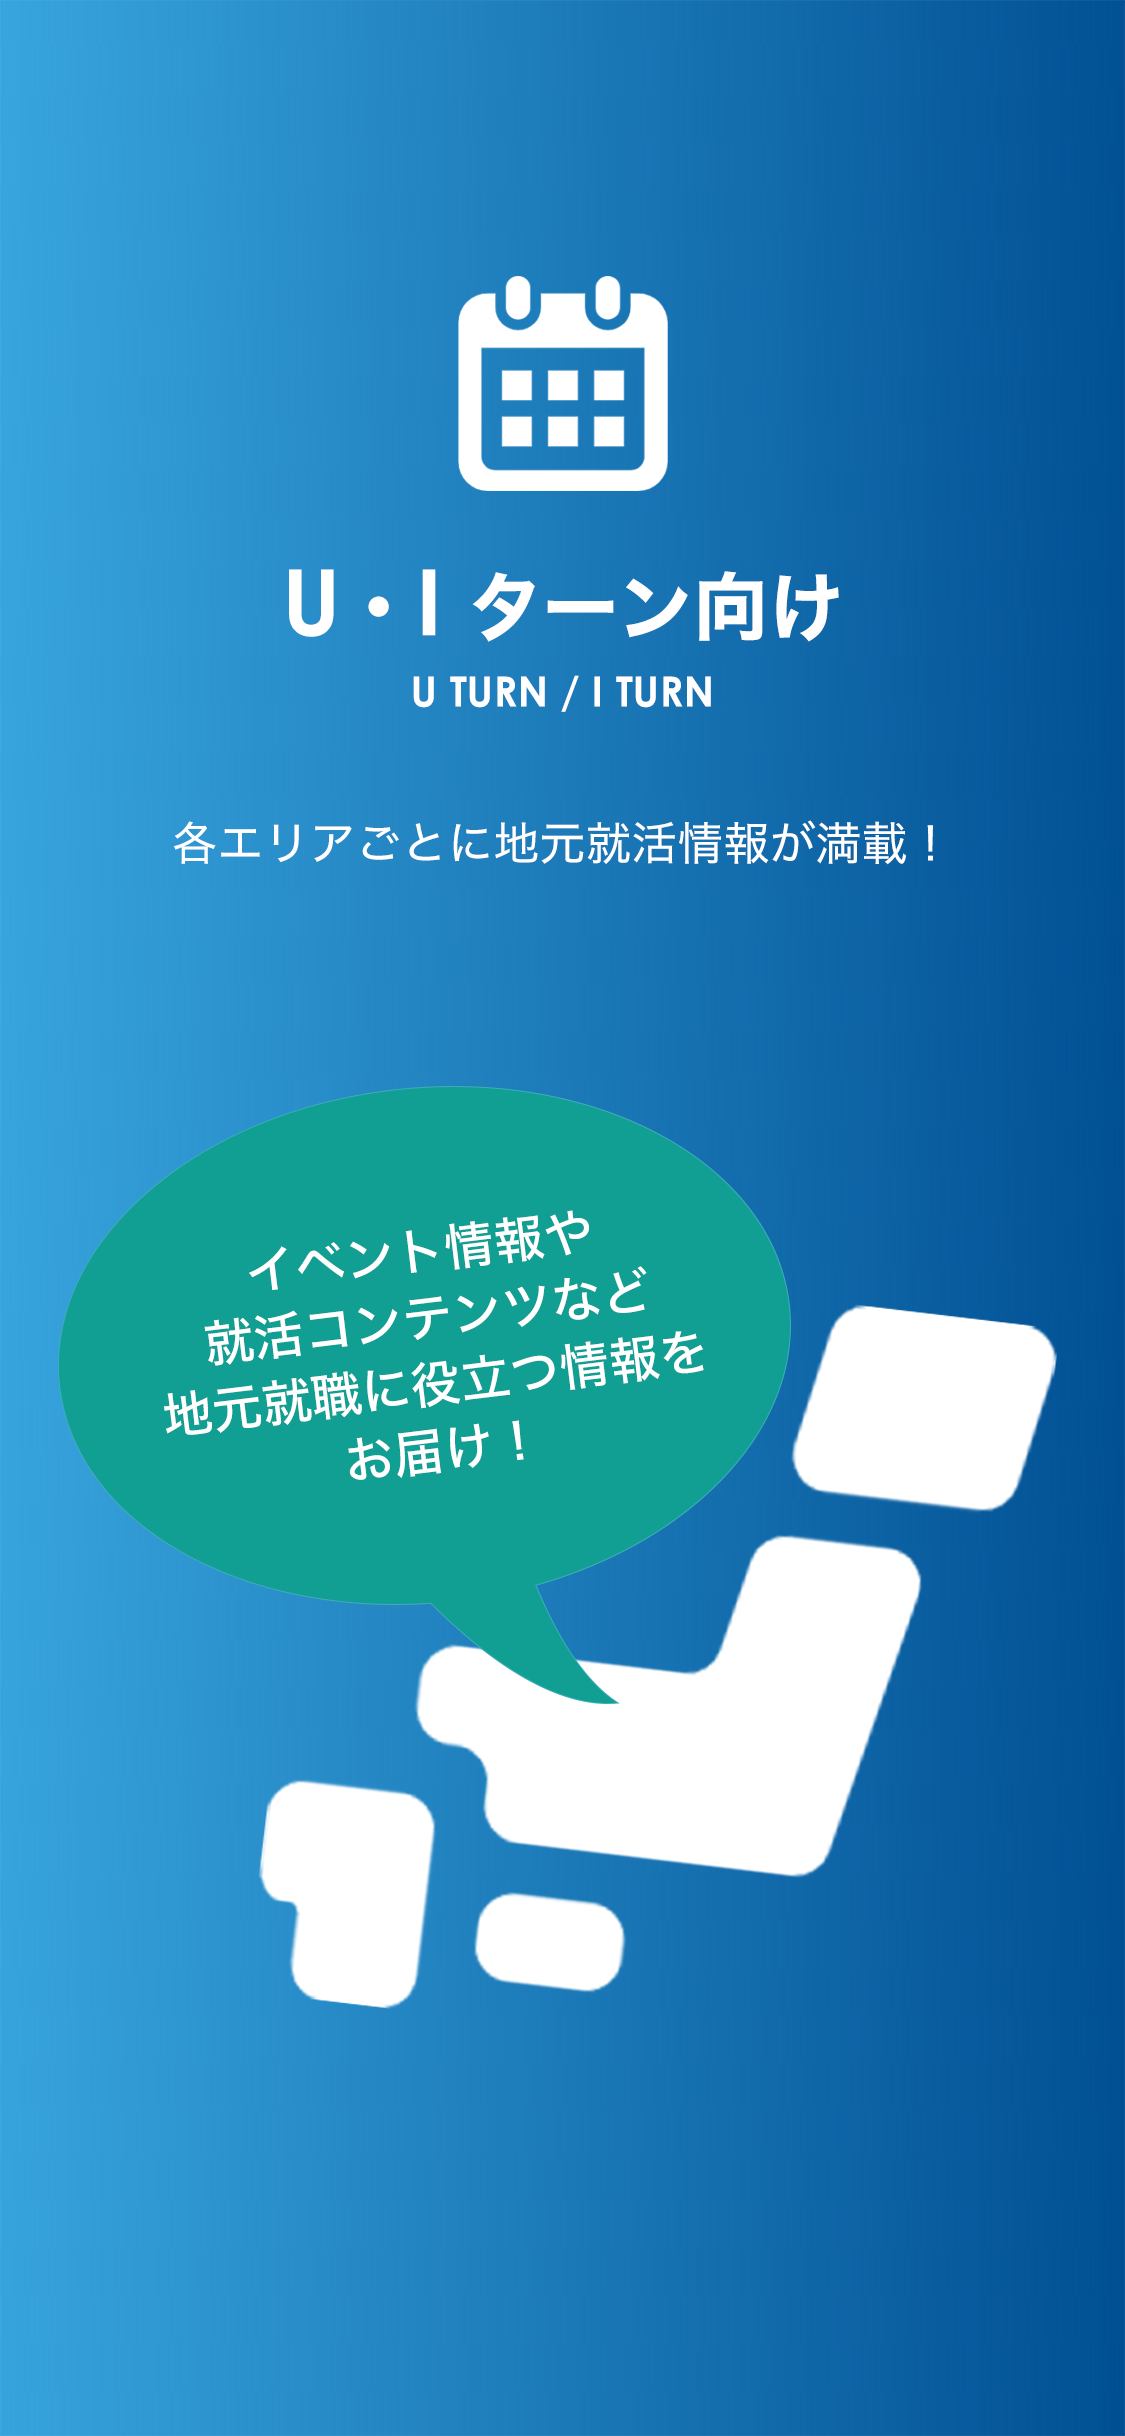 U・I ターン向け
U TURN / I TURN
各エリアごとに地元就活情報が満載！
イベント情報や
就活コンテンツなど
地元就職に役立つ情報を
お届け！